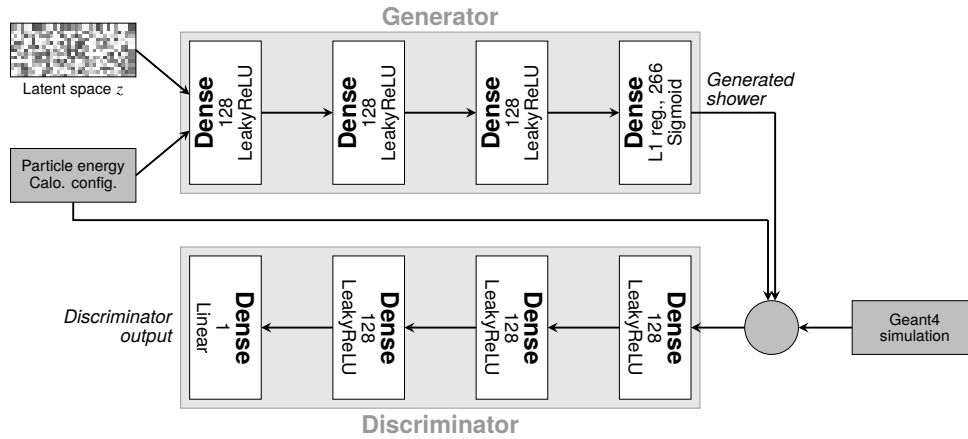 Generator
Latent space z
Particle energy
Calo. config.
Dense
128
LeakyReLU
Dense
128
LeakyReLU
Dense
128
LeakyReLU
Dense
L1 reg., 266
Sigmoid
Generated
shower
Discriminator
output
Dense
1
Linear
Dense
128
LeakyReLU
Dense
128
LeakyReLU
Dense
128
LeakyReLU
Geant4
simulation
Discriminator